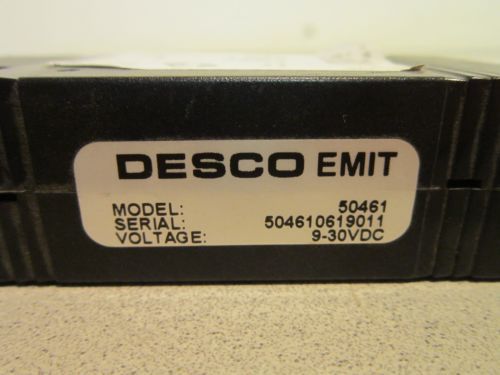 DESCO EMIT
MODEL: 50461
SERIAL: 504610619011
VOLTAGE: 9-30VDC